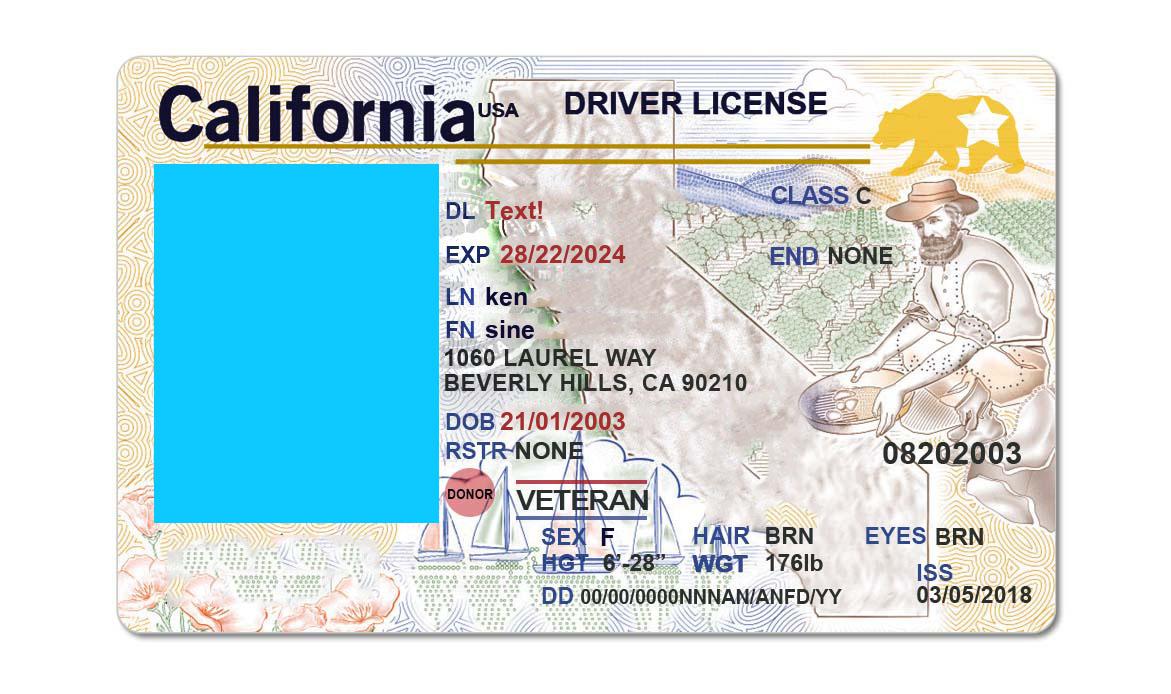 California USA DRIVER LICENSE
CLASS C
DL Text!
EXP 28/22/2024
END NONE
LN ken
FN sine
1060 LAUREL WAY
BEVERLY HILLS, CA 90210
DOB 21/01/2003
RSTR NONE
08202003
DONOR
VETERAN
SEX F HAIR BRN EYES BRN
HGT 6'-28” WGT 176lb
ISS
DD 00/00/0000NNNAN/ANFD/YY 03/05/2018